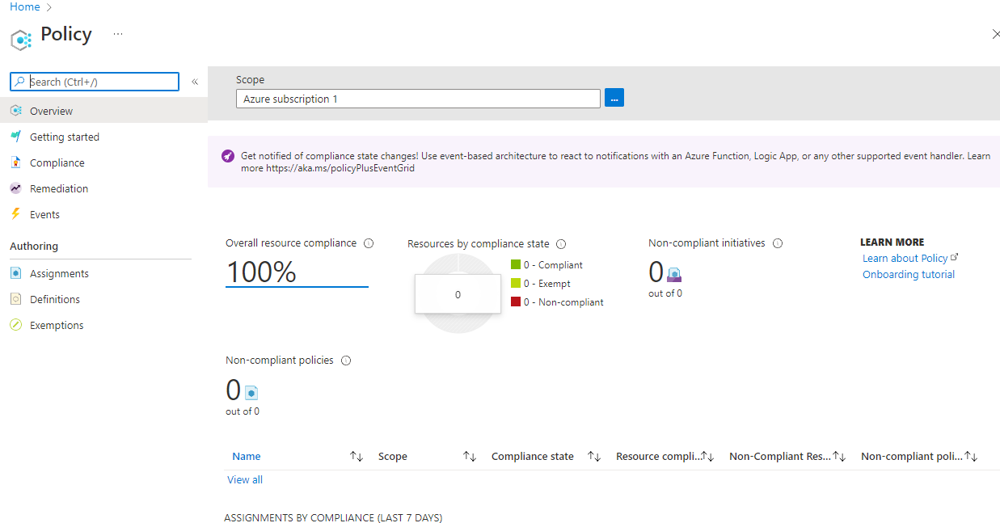 Home
Policy
Search (Ctrl+/)
Overview
Getting started
Compliance
Remediation
Events
Authoring
Assignments
Definitions
Exemptions
Scope
Azure subscription 1
...
Get notified of compliance state changes! Use event-based architecture to react to notifications with an Azure Function, Logic App, or any other supported event handler. Learn
more https://aka.ms/policyPlusEventGrid
Overall resource compliance
100%
Resources by compliance state
0
0 - Compliant
0 - Exempt
0 - Non-compliant
Non-compliant initiatives
0
out of 0
LEARN MORE
Learn about Policy
Onboarding tutorial
Non-compliant policies
0
out of 0
Name Scope Compliance state Resource compli... Non-Compliant Res... Non-compliant poli...
View all
ASSIGNMENTS BY COMPLIANCE (LAST 7 DAYS)